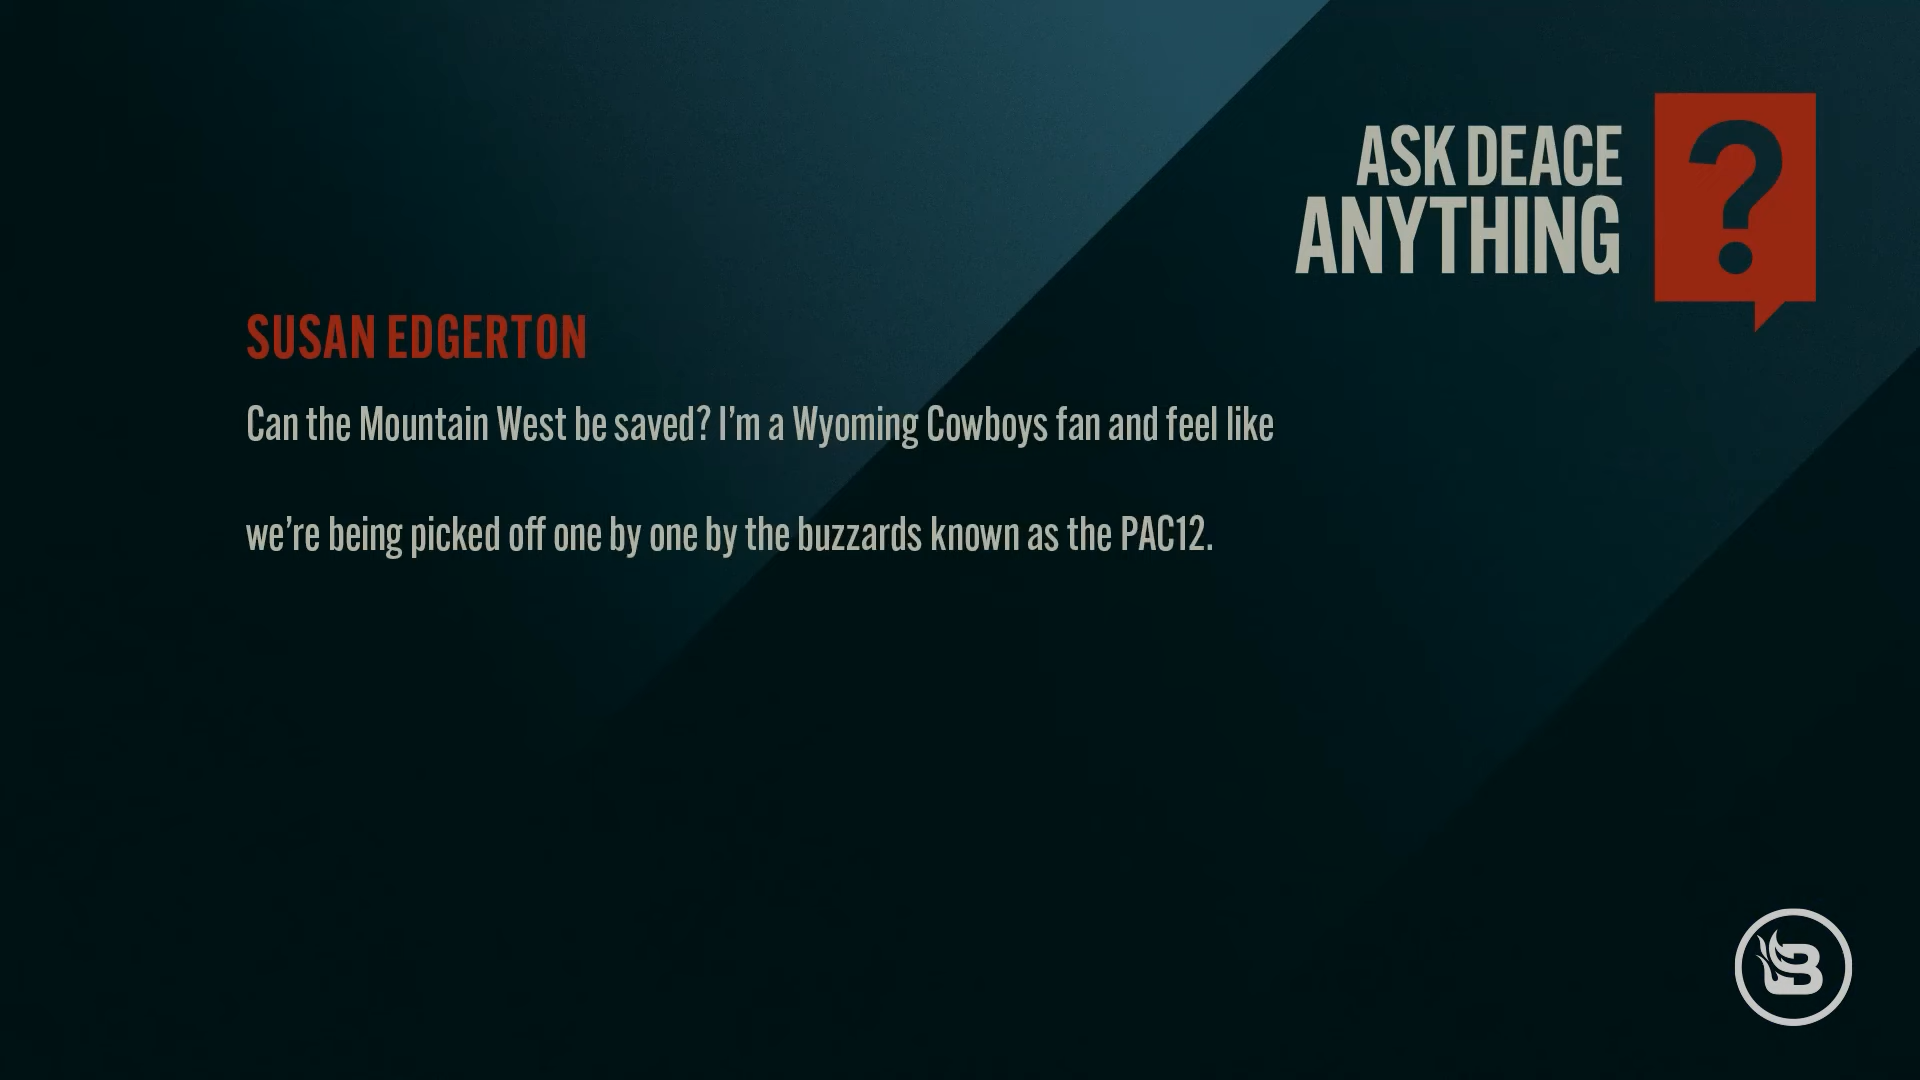 ASK DEACE
ANYTHING
?
SUSAN EDGERTON
Can the Mountain West be saved? I’m a Wyoming Cowboys fan and feel like
we’re being picked off one by one by the buzzards known as the PAC12.
B